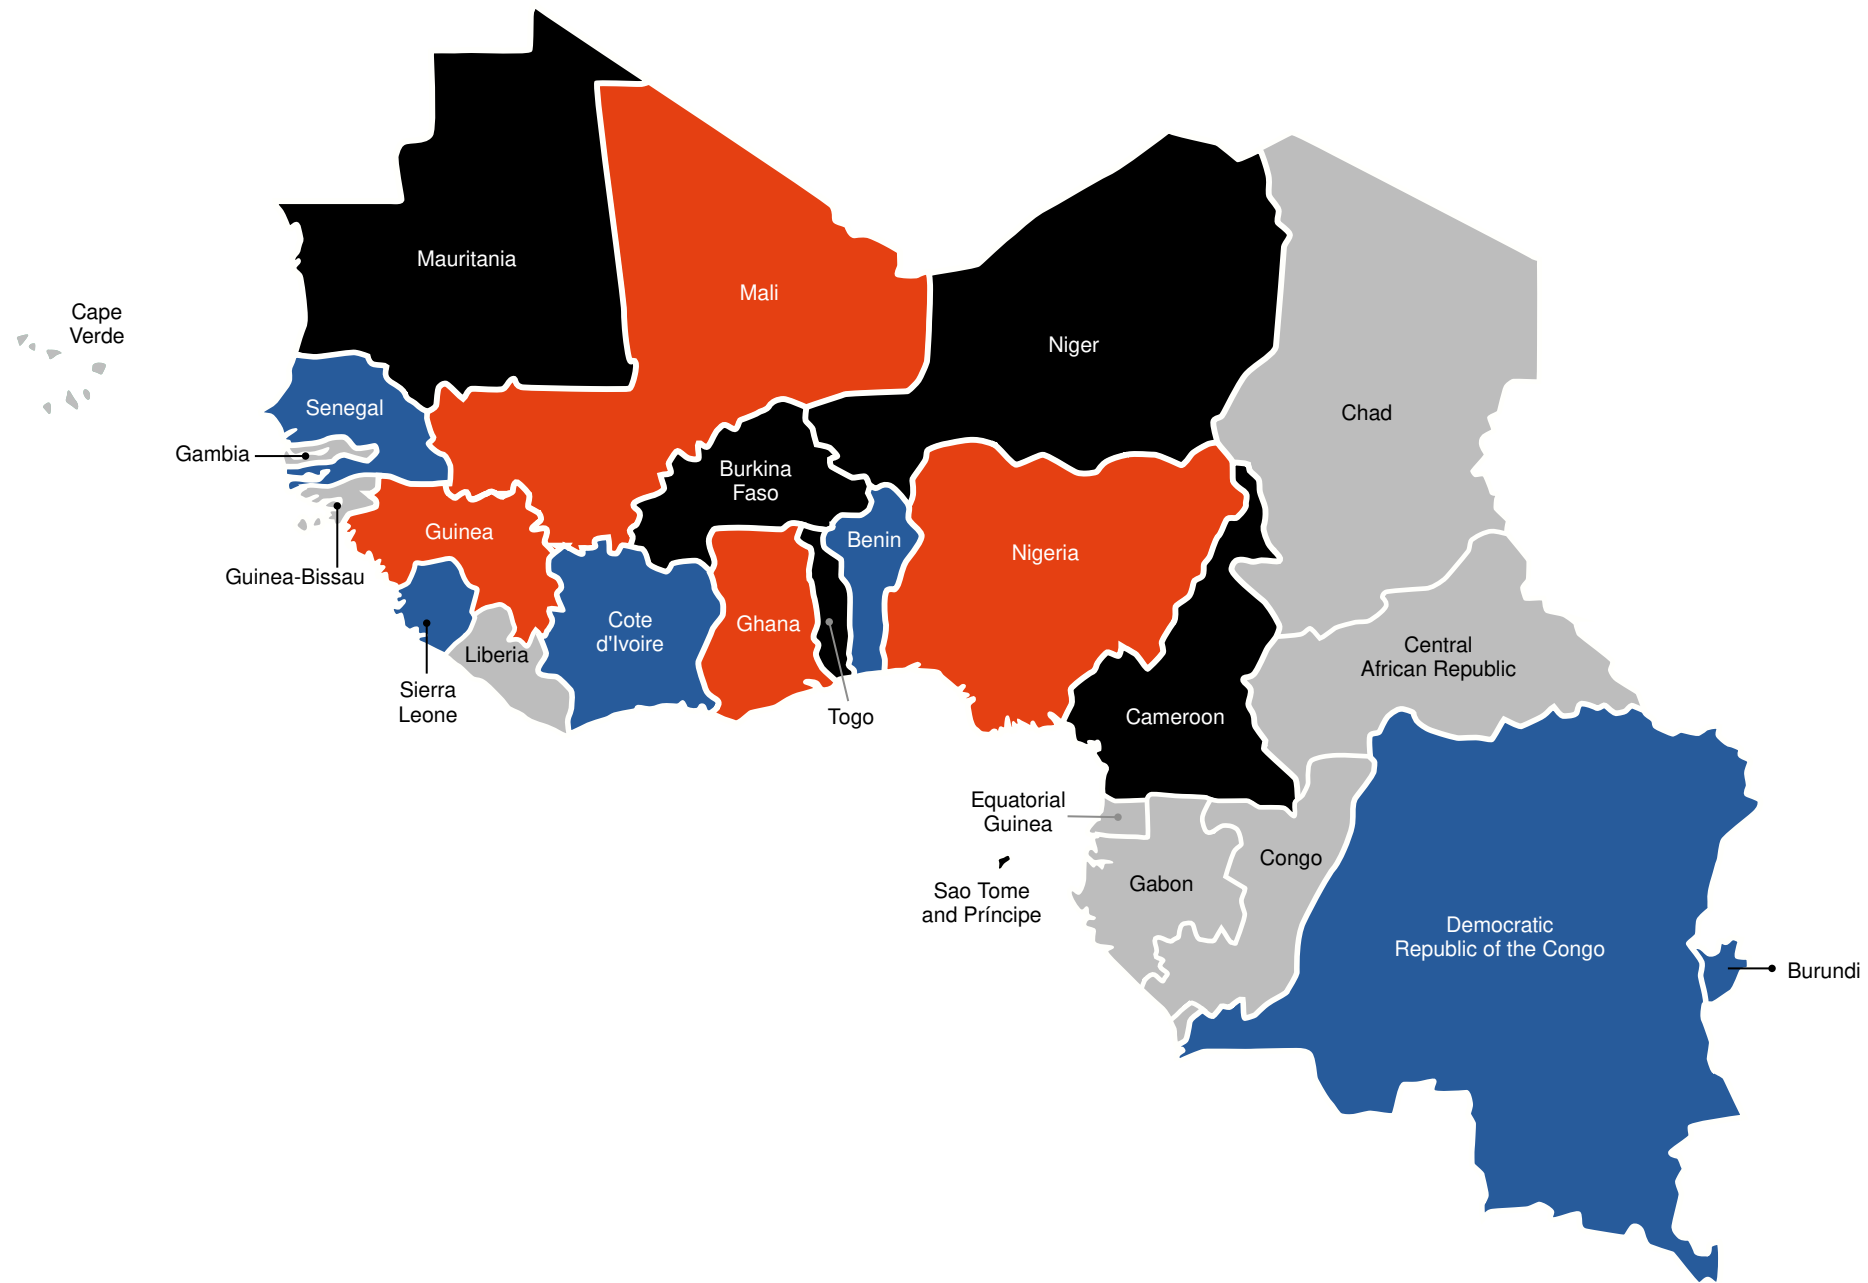 Mauritania
Mali
Cape
Verde
Niger
Senegal
Chad
Gambia
Burkina
Faso
Guinea
Benin
Nigeria
Guinea-Bissau
Cote
d'Ivoire
Ghana
Liberia
Central
African Republic
Sierra
Leone
Togo
Cameroon
Equatorial
Guinea
Congo
Gabon
Sao Tome
and Príncipe
Democratic
Republic of the Congo
Burundi